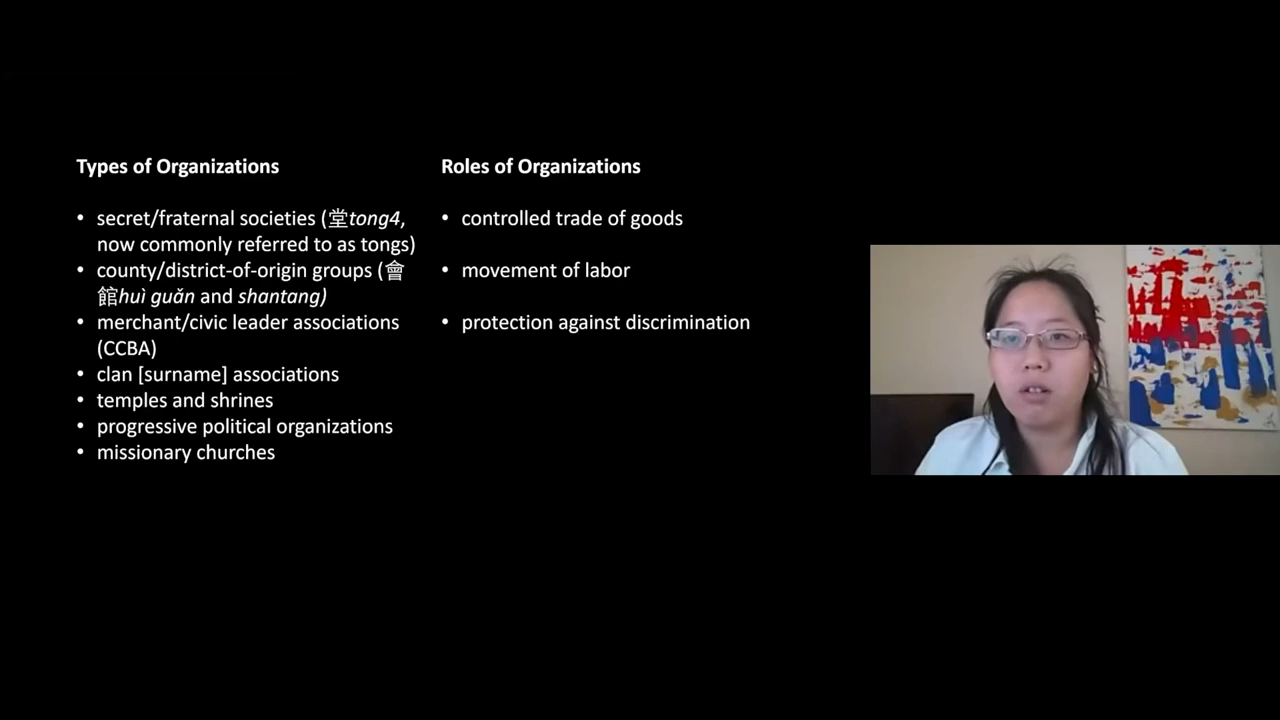 Types of Organizations
• secret/fraternal societies (堂tong4,
now commonly referred to as tongs)
• county/district-of-origin groups (會
館huì guǎn and shantang)
• merchant/civic leader associations
(CCBA)
• clan [surname] associations
• temples and shrines
• progressive political organizations
• missionary churches
Roles of Organizations
• controlled trade of goods
• movement of labor
• protection against discrimination